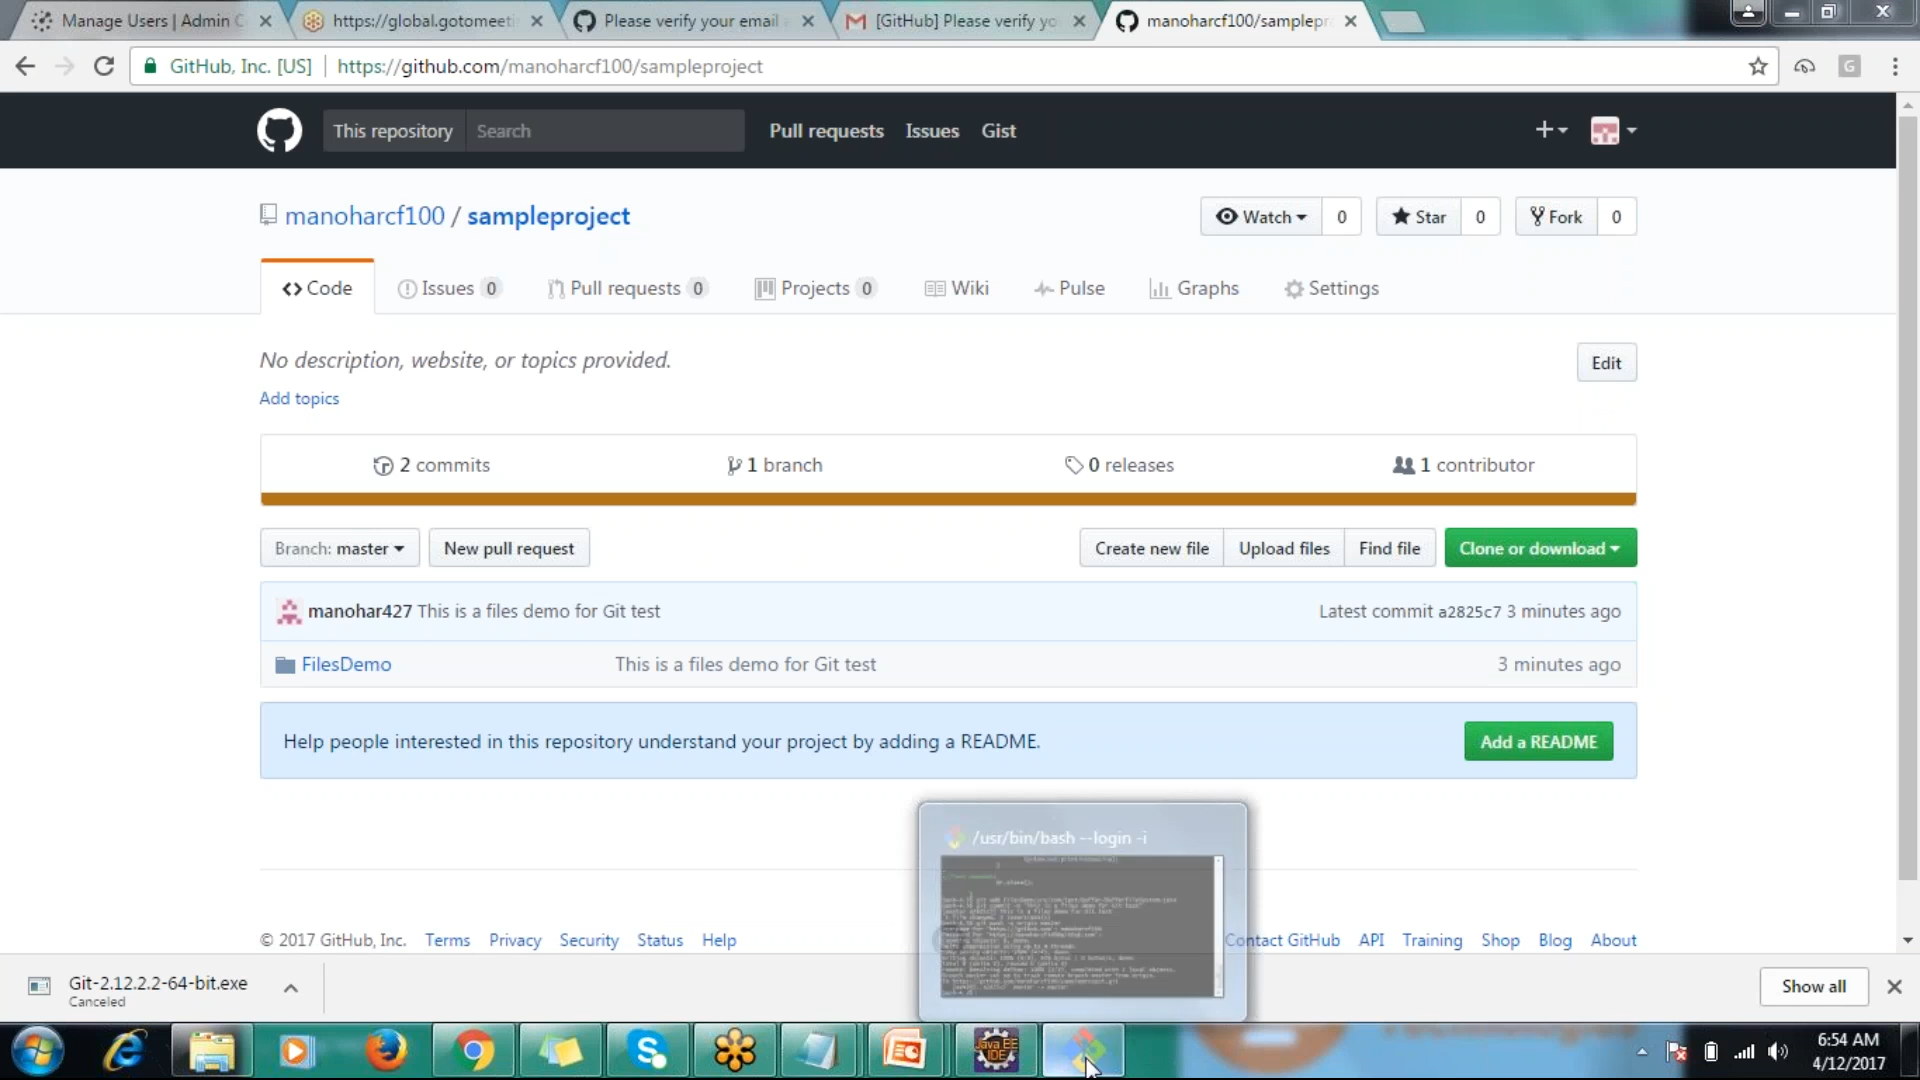 Manage Users | Admin C
https://global.gotomeeti
Please verify your email
[GitHub] Please verify yo
manoharcf100/samplepr
GitHub, Inc. [US]
https://github.com/manoharcf100/sampleproject
This repository
Search
Pull requests
Issues
Gist
manoharcf100 / sampleproject
Watch
0
Star
0
Fork
0
Code
Issues 0
Pull requests 0
Projects 0
Wiki
Pulse
Graphs
Settings
No description, website, or topics provided.
Edit
Add topics
2 commits
1 branch
0 releases
1 contributor
Branch: master
New pull request
Create new file
Upload files
Find file
Clone or download
manohar427 This is a files demo for Git test
Latest commit a2825c7 3 minutes ago
FilesDemo
This is a files demo for Git test
3 minutes ago
Help people interested in this repository understand your project by adding a README.
Add a README
/usr/bin/bash --login -i
© 2017 GitHub, Inc.
Terms
Privacy
Security
Status
Help
Contact GitHub
API
Training
Shop
Blog
About
Git-2.12.2.2-64-bit.exe
Canceled
Show all
Java EE
IDE
6:54 AM
4/12/2017